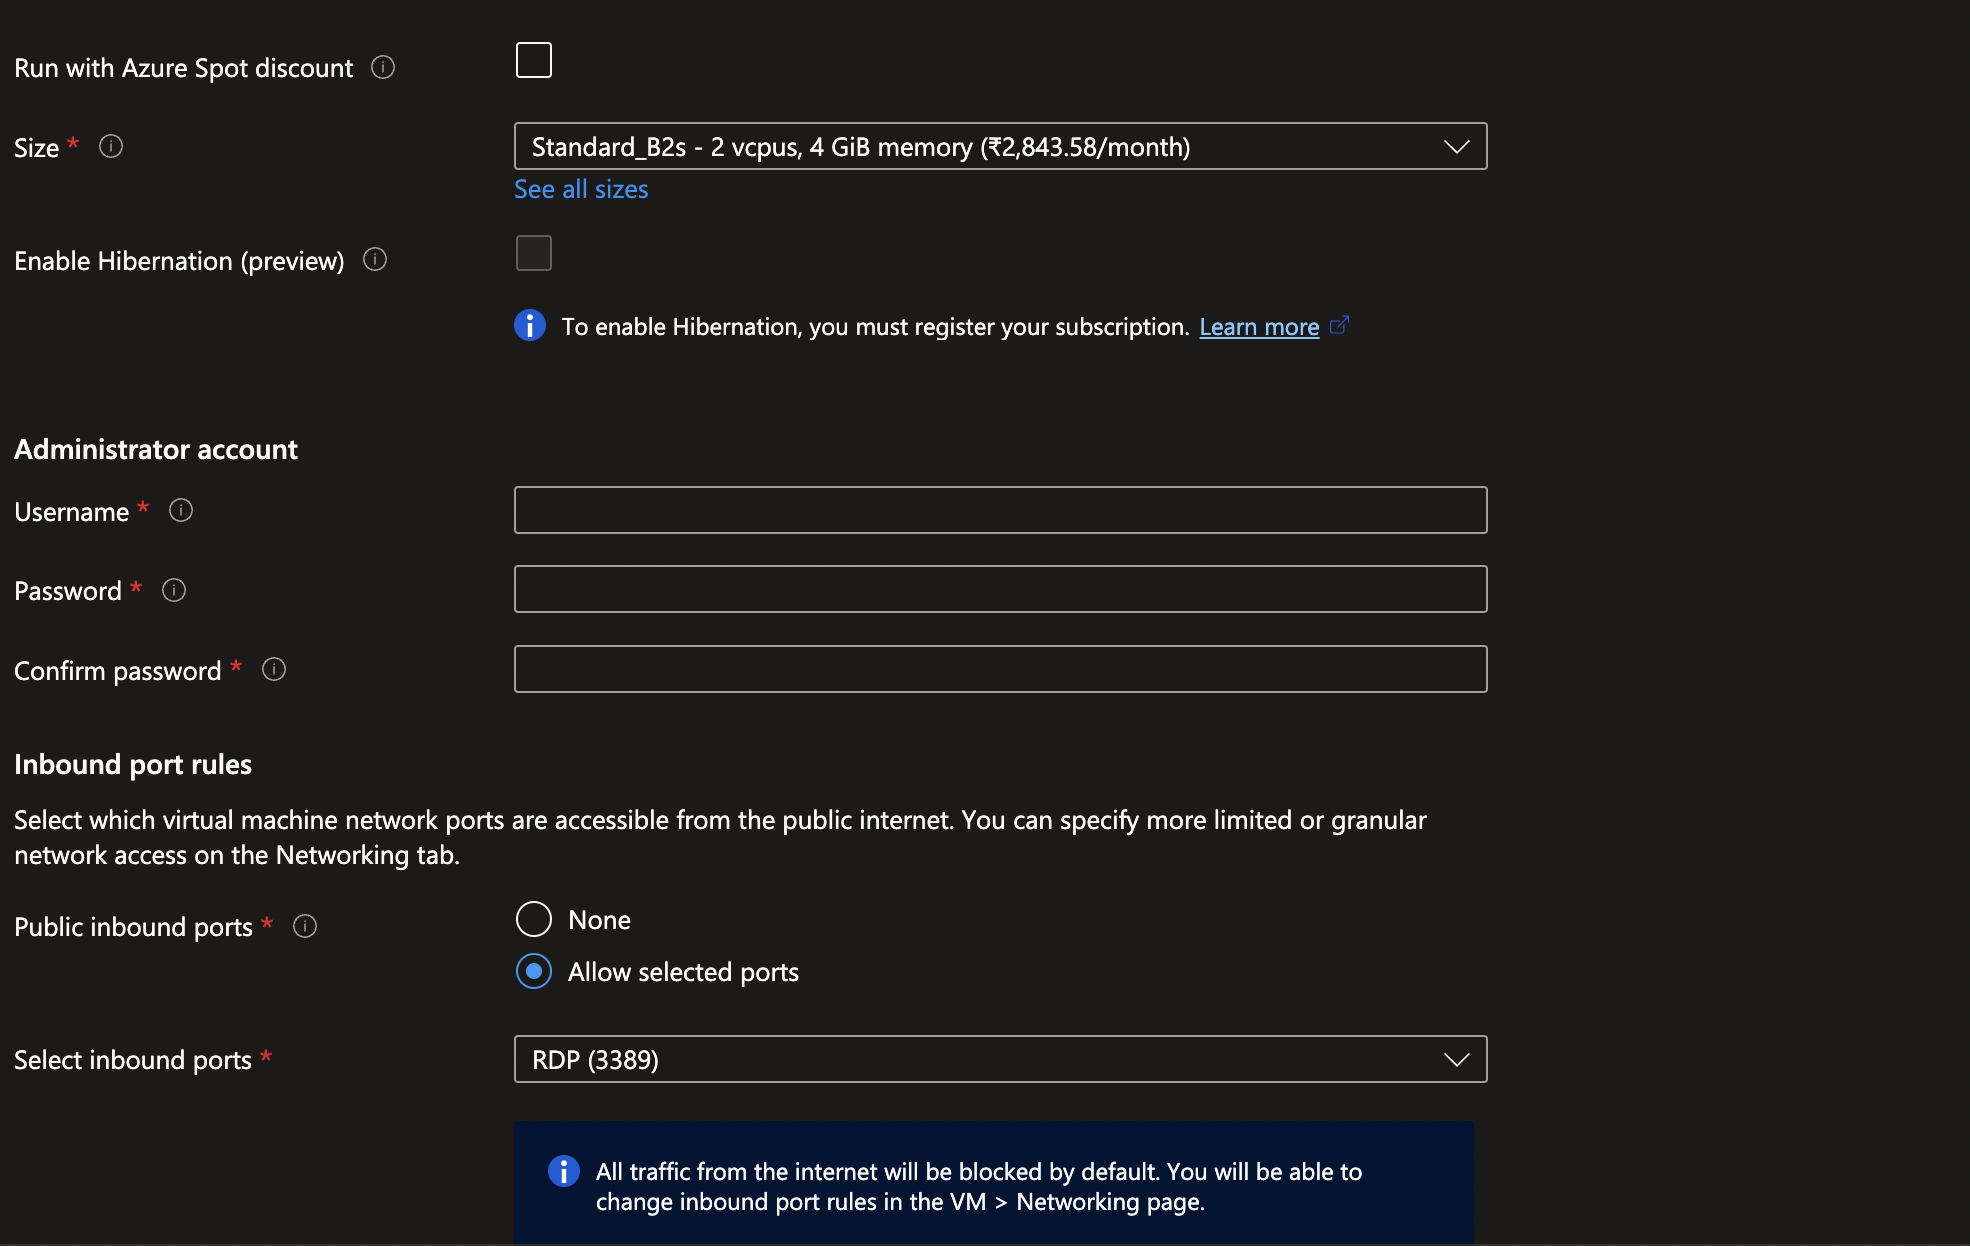 Run with Azure Spot discount
Size *
Standard_B2s - 2 vcpus, 4 GiB memory (₹2,843.58/month)
See all sizes
Enable Hibernation (preview)
To enable Hibernation, you must register your subscription. Learn more
Administrator account
Username *
Password *
Confirm password *
Inbound port rules
Select which virtual machine network ports are accessible from the public internet. You can specify more limited or granular
network access on the Networking tab.
Public inbound ports *
None
Allow selected ports
Select inbound ports *
RDP (3389)
All traffic from the internet will be blocked by default. You will be able to
change inbound port rules in the VM > Networking page.